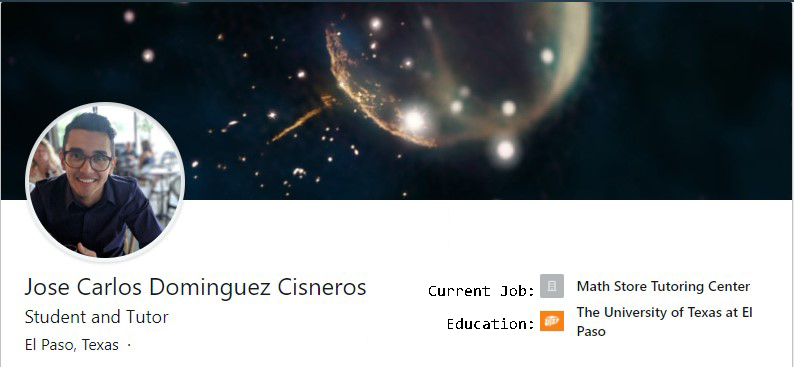 Jose Carlos Dominguez Cisneros
Student and Tutor
El Paso, Texas ·
Current Job: Math Store Tutoring Center
Education: The University of Texas at El
Paso